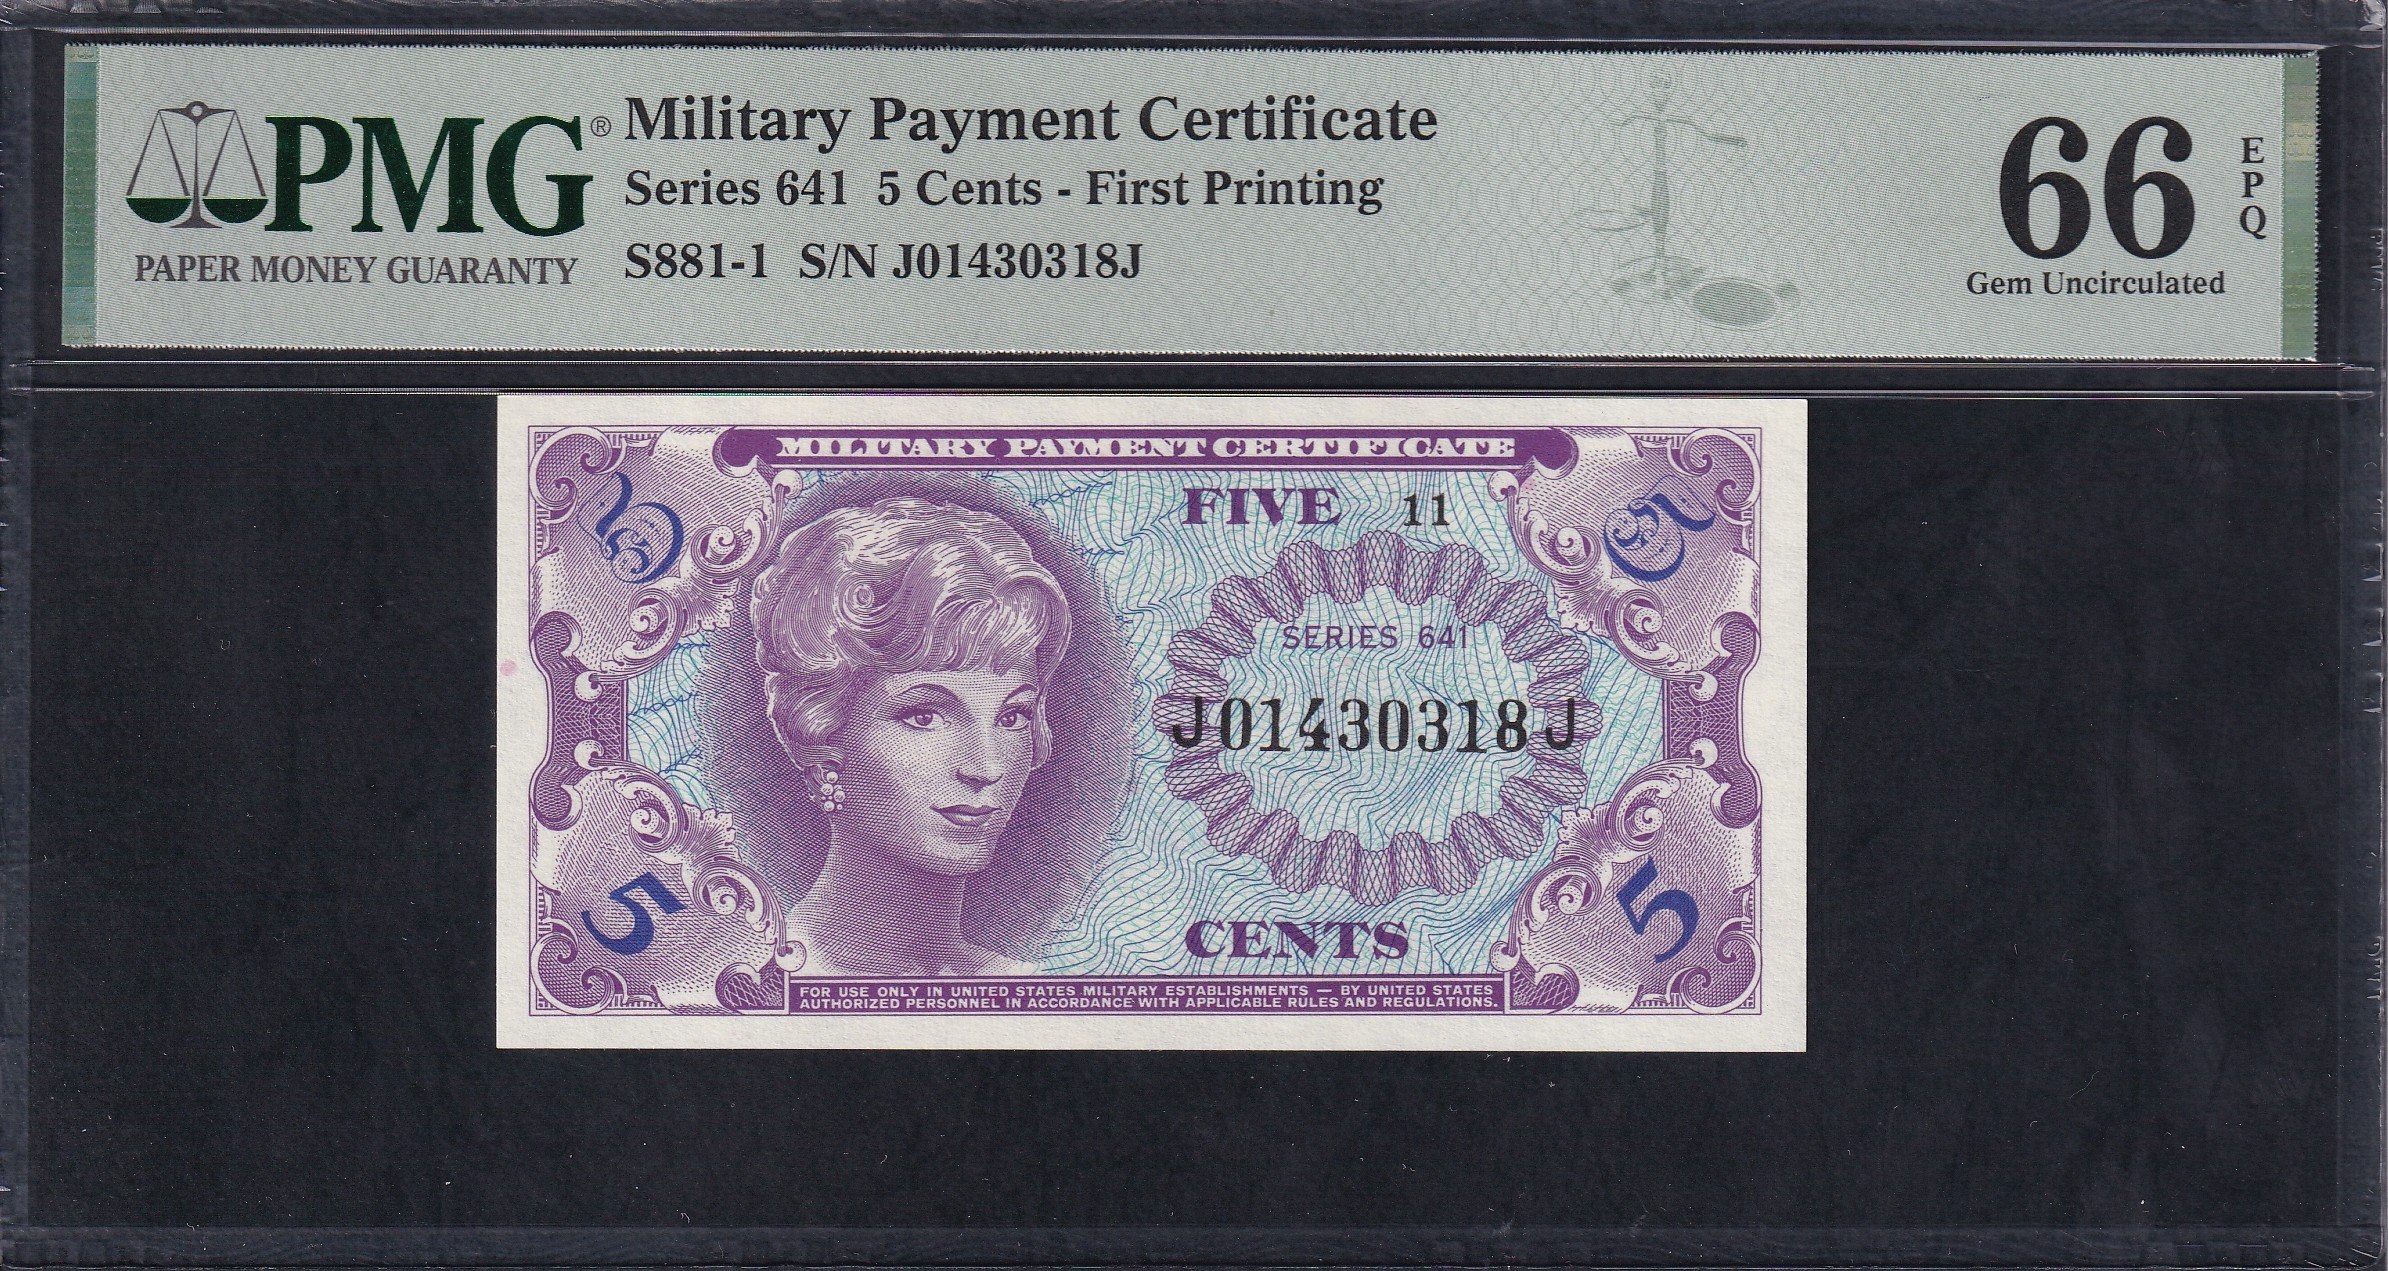 PMG® Military Payment Certificate
Series 641 5 Cents - First Printing
S881-1 S/N J01430318J
PAPER MONEY GUARANTY
66
EPQ
Gem Uncirculated
MILITARY PAYMENT CERTIFICATE
5
5
FIVE 11
SERIES 641
J01430318J
5
5
CENTS
FOR USE ONLY IN UNITED STATES MILITARY ESTABLISHMENTS — BY UNITED STATES
AUTHORIZED PERSONNEL IN ACCORDANCE WITH APPLICABLE RULES AND REGULATIONS.